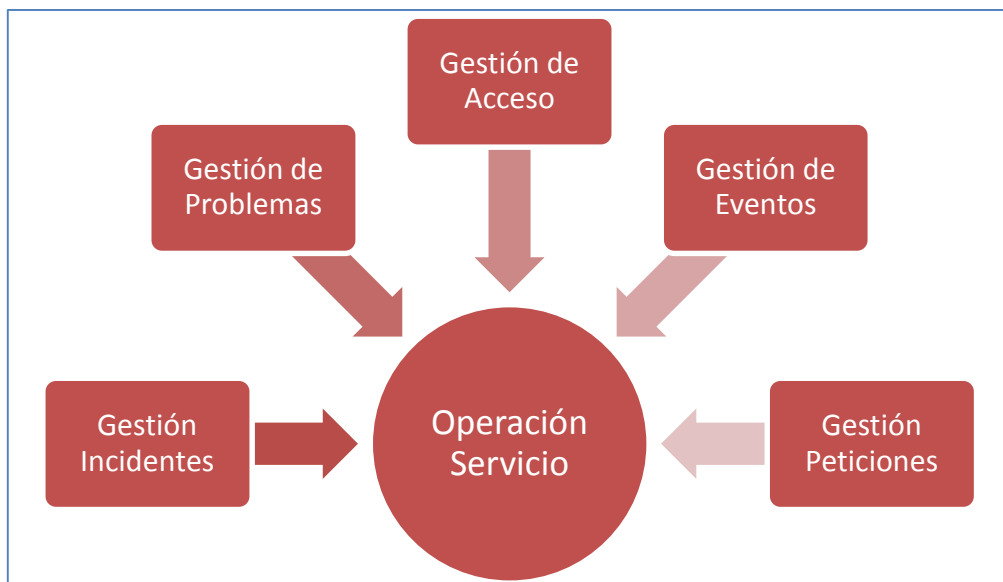 Gestión de
Acceso
Gestión de
Problemas
Gestión de
Eventos
Gestión
Incidentes
Operación
Servicio
Gestión
Peticiones